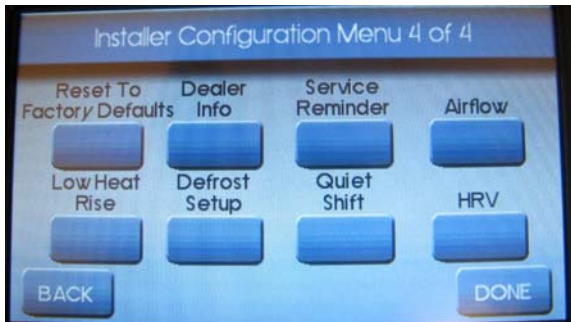 Installer Configuration Menu 4 of 4
Reset To Factory Defaults
Dealer Info
Service Reminder
Airflow
Low Heat Rise
Defrost Setup
Quiet Shift
HRV
BACK
DONE